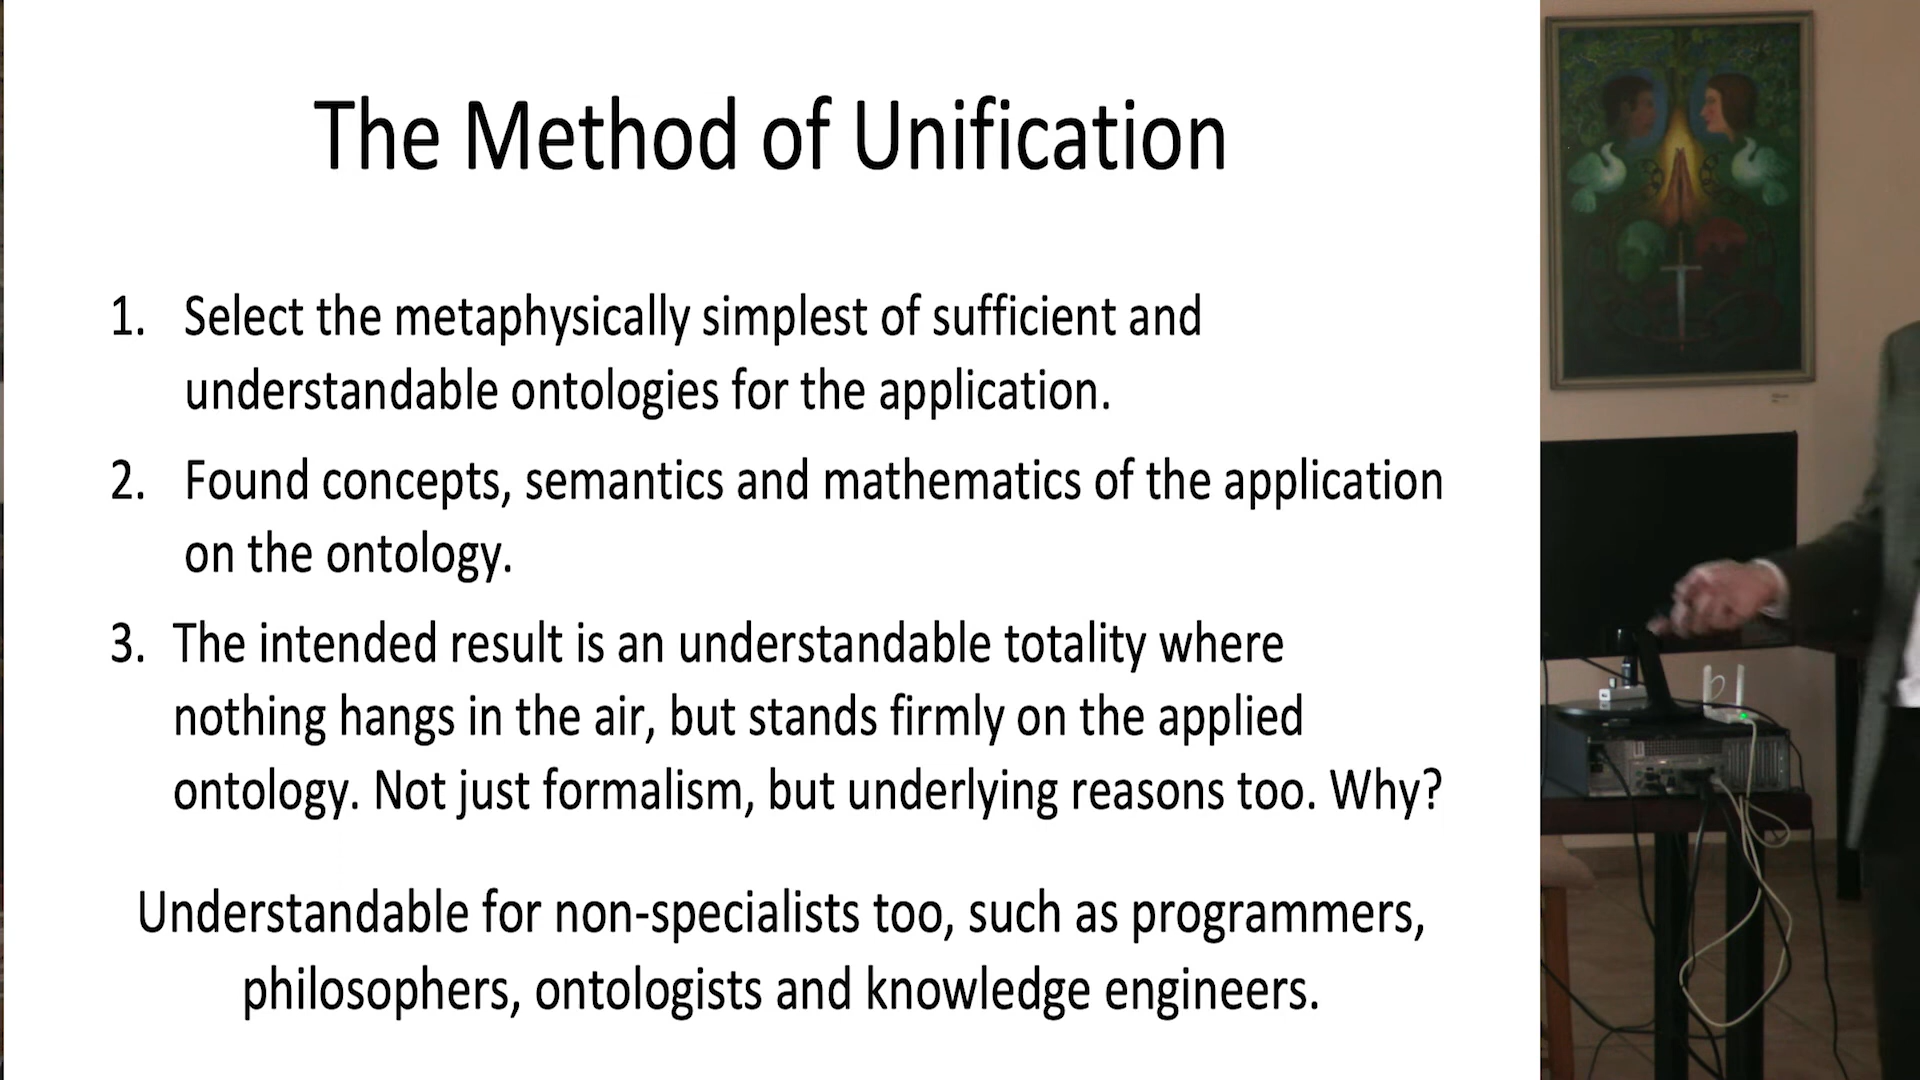 The Method of Unification
1. Select the metaphysically simplest of sufficient and
understandable ontologies for the application.
2. Found concepts, semantics and mathematics of the application
on the ontology.
3. The intended result is an understandable totality where
nothing hangs in the air, but stands firmly on the applied
ontology. Not just formalism, but underlying reasons too. Why?
Understandable for non-specialists too, such as programmers,
philosophers, ontologists and knowledge engineers.